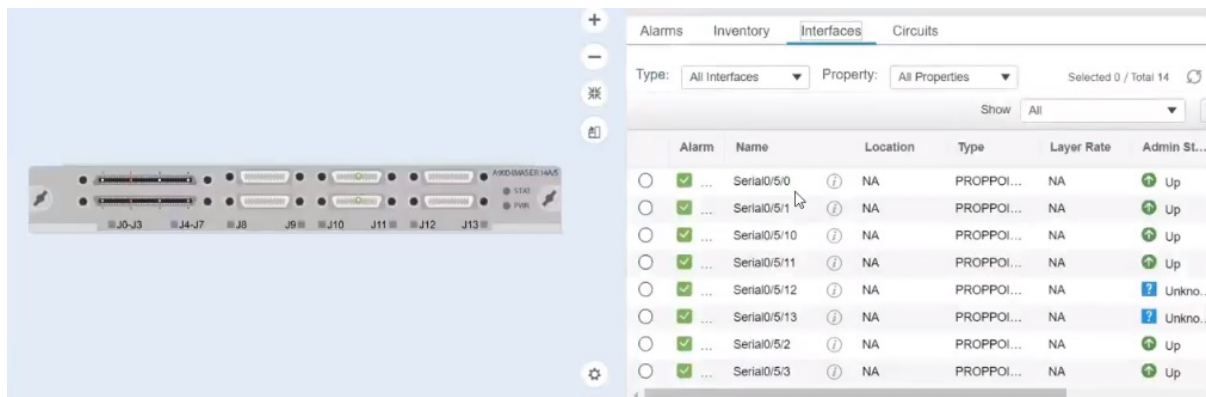 Alarms Inventory Interfaces Circuits
Type: All Interfaces Property: All Properties Selected 0 / Total 14
Show All
Alarm Name Location Type Layer Rate Admin St...
... Serial0/5/0 NA PROPPOI... NA Up
... Serial0/5/1 NA PROPPOI... NA Up
... Serial0/5/10 NA PROPPOI... NA Up
... Serial0/5/11 NA PROPPOI... NA Up
... Serial0/5/12 NA PROPPOI... NA Unkno...
... Serial0/5/13 NA PROPPOI... NA Unkno...
... Serial0/5/2 NA PROPPOI... NA Up
... Serial0/5/3 NA PROPPOI... NA Up
STAT
PWR
J0-J3 J4-J7 J8 J9 J10 J11 J12 J13